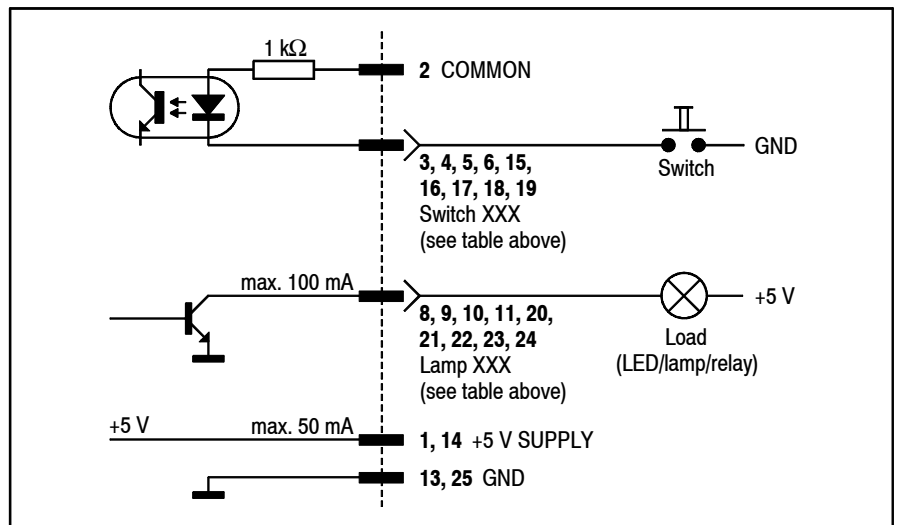 1 kΩ
2 COMMON
GND
Switch
3, 4, 5, 6, 15,
16, 17, 18, 19
Switch XXX
(see table above)
max. 100 mA
+5 V
8, 9, 10, 11, 20,
21, 22, 23, 24
Lamp XXX
(see table above)
Load
(LED/lamp/relay)
+5 V
max. 50 mA
1, 14 +5 V SUPPLY
13, 25 GND